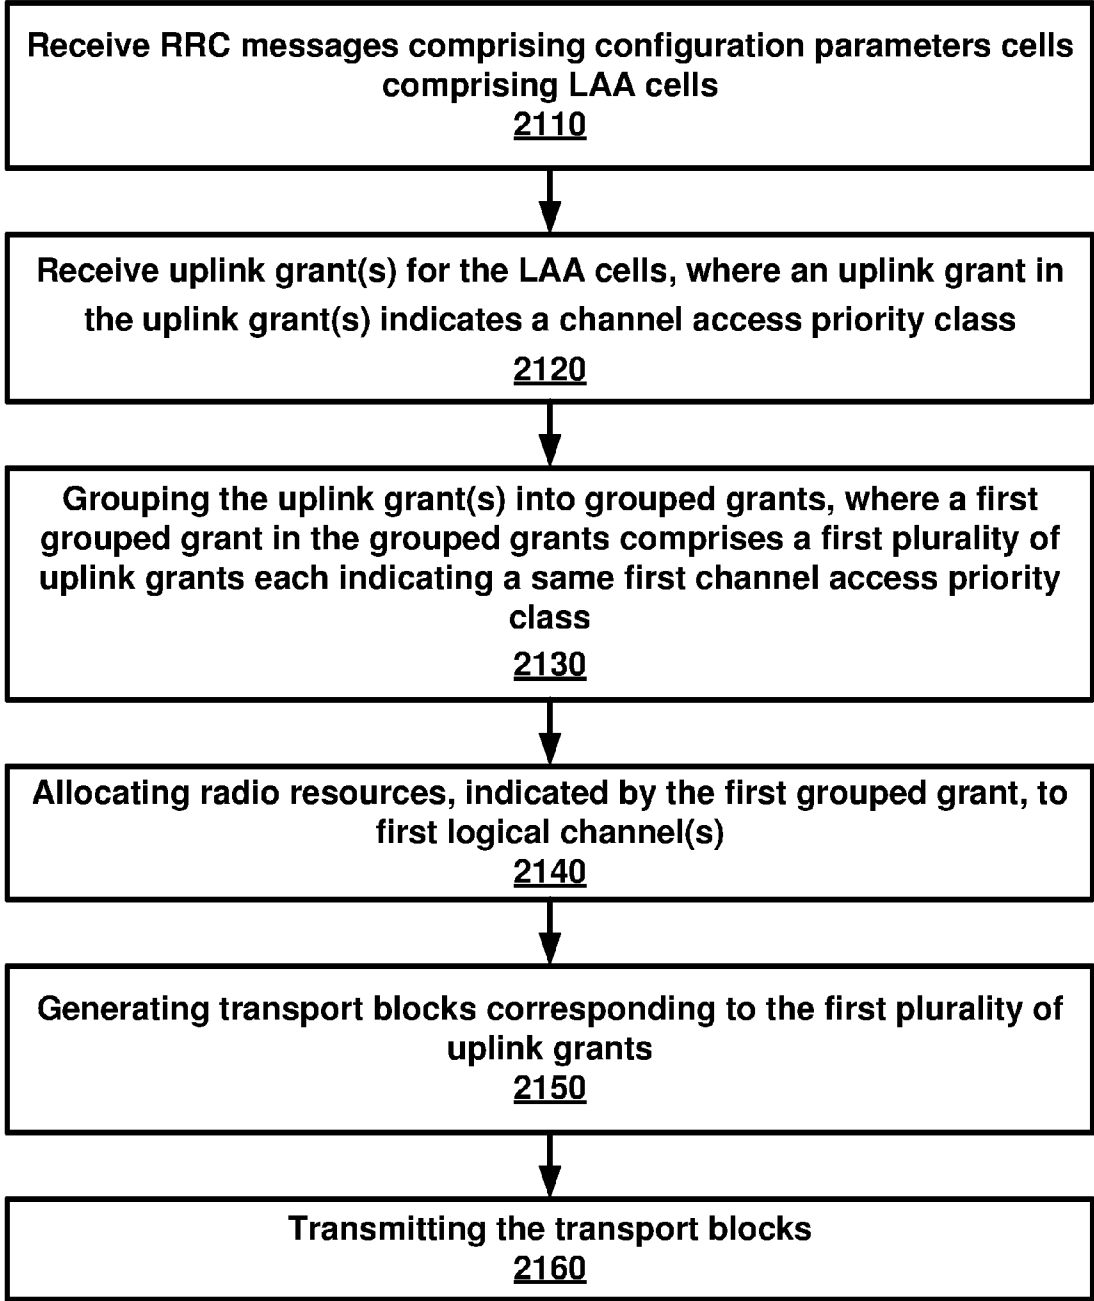 Receive RRC messages comprising configuration parameters cells
comprising LAA cells
2110
Receive uplink grant(s) for the LAA cells, where an uplink grant in
the uplink grant(s) indicates a channel access priority class
2120
Grouping the uplink grant(s) into grouped grants, where a first
grouped grant in the grouped grants comprises a first plurality of
uplink grants each indicating a same first channel access priority
class
2130
Allocating radio resources, indicated by the first grouped grant, to
first logical channel(s)
2140
Generating transport blocks corresponding to the first plurality of
uplink grants
2150
Transmitting the transport blocks
2160